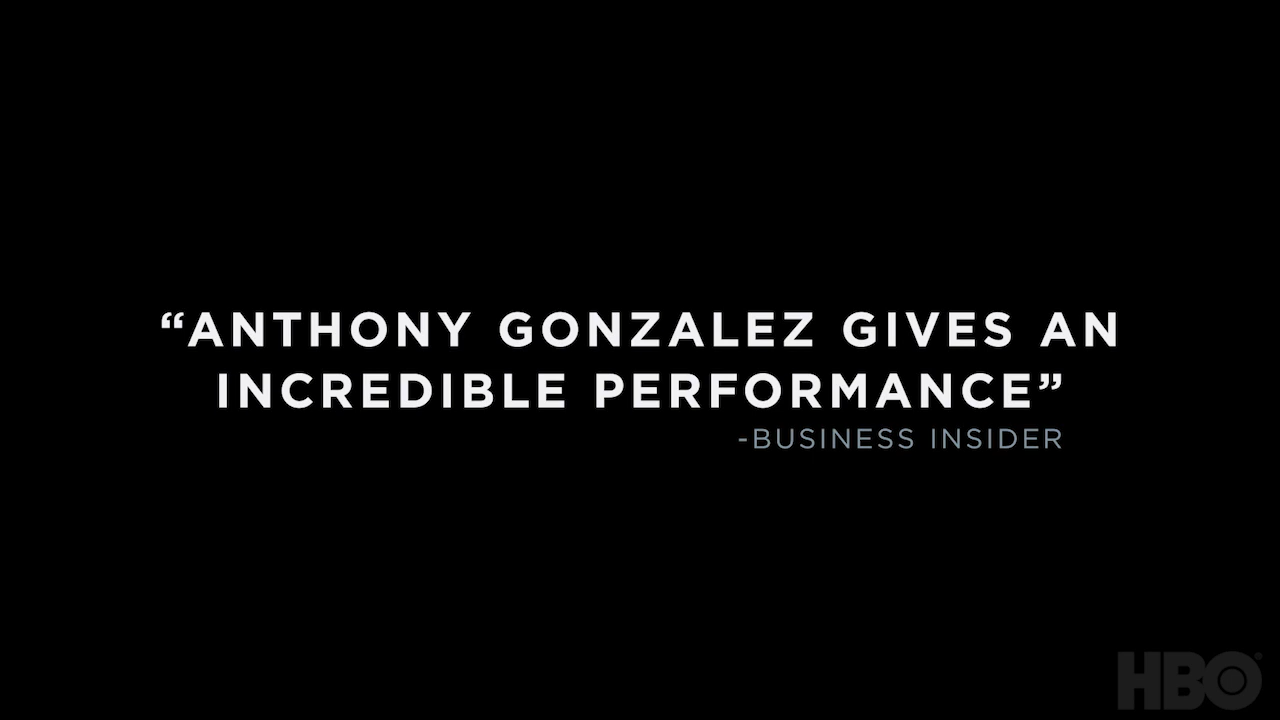 “ANTHONY GONZALEZ GIVES AN
INCREDIBLE PERFORMANCE”
-BUSINESS INSIDER
HBO®